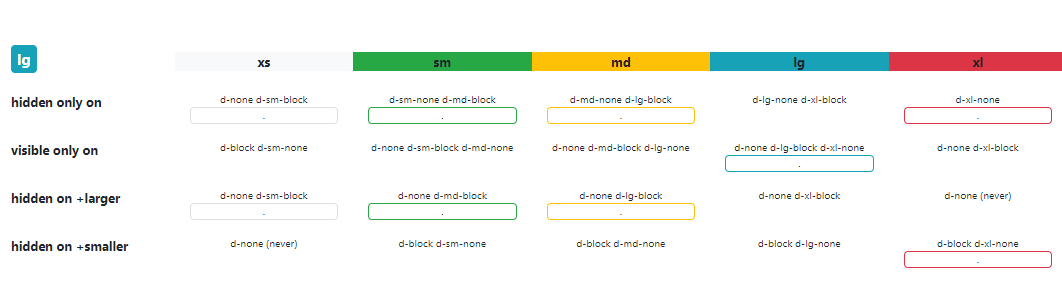 lg
xs sm md lg xl
hidden only on
d-none d-sm-block d-sm-none d-md-block d-md-none d-lg-block d-lg-none d-xl-block d-xl-none
. . . .
visible only on
d-block d-sm-none d-none d-sm-block d-md-none d-none d-md-block d-lg-none d-none d-lg-block d-xl-none d-none d-xl-block
.
hidden on +larger
d-none d-sm-block d-none d-md-block d-none d-lg-block d-none d-xl-block d-none (never)
. . .
hidden on +smaller
d-none (never) d-block d-sm-none d-block d-md-none d-block d-lg-none d-block d-xl-none
.